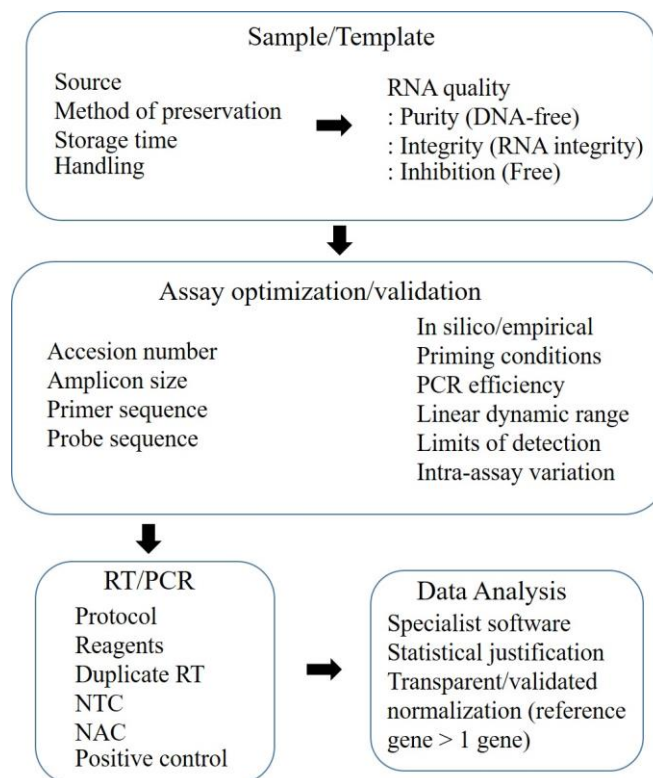 Sample/Template
Source
Method of preservation
Storage time
Handling
RNA quality
: Purity (DNA-free)
: Integrity (RNA integrity)
: Inhibition (Free)
Assay optimization/validation
Accesion number
Amplicon size
Primer sequence
Probe sequence
In silico/empirical
Priming conditions
PCR efficiency
Linear dynamic range
Limits of detection
Intra-assay variation
RT/PCR
Protocol
Reagents
Duplicate RT
NTC
NAC
Positive control
Data Analysis
Specialist software
Statistical justification
Transparent/validated
normalization (reference
gene > 1 gene)